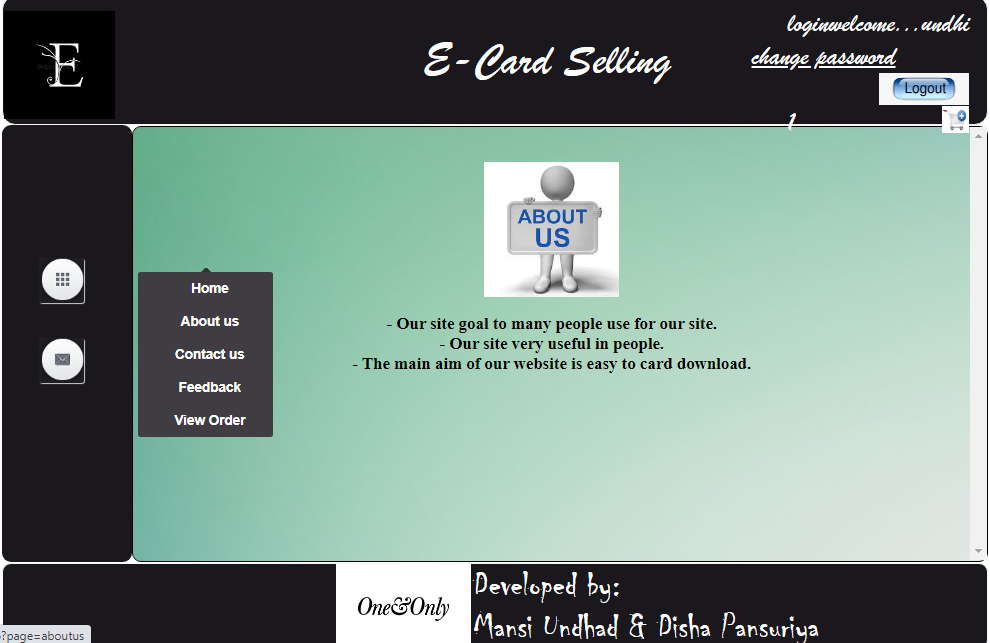 loginwelcome...undhi
E
E-Card Selling
change password
Logout
1
ABOUT
US
Home
About us
Contact us
Feedback
View Order
- Our site goal to many people use for our site.
- Our site very useful in people.
- The main aim of our website is easy to card download.
One&Only
Developed by:
Mansi Undhad & Disha Pansuriya
?page=aboutus